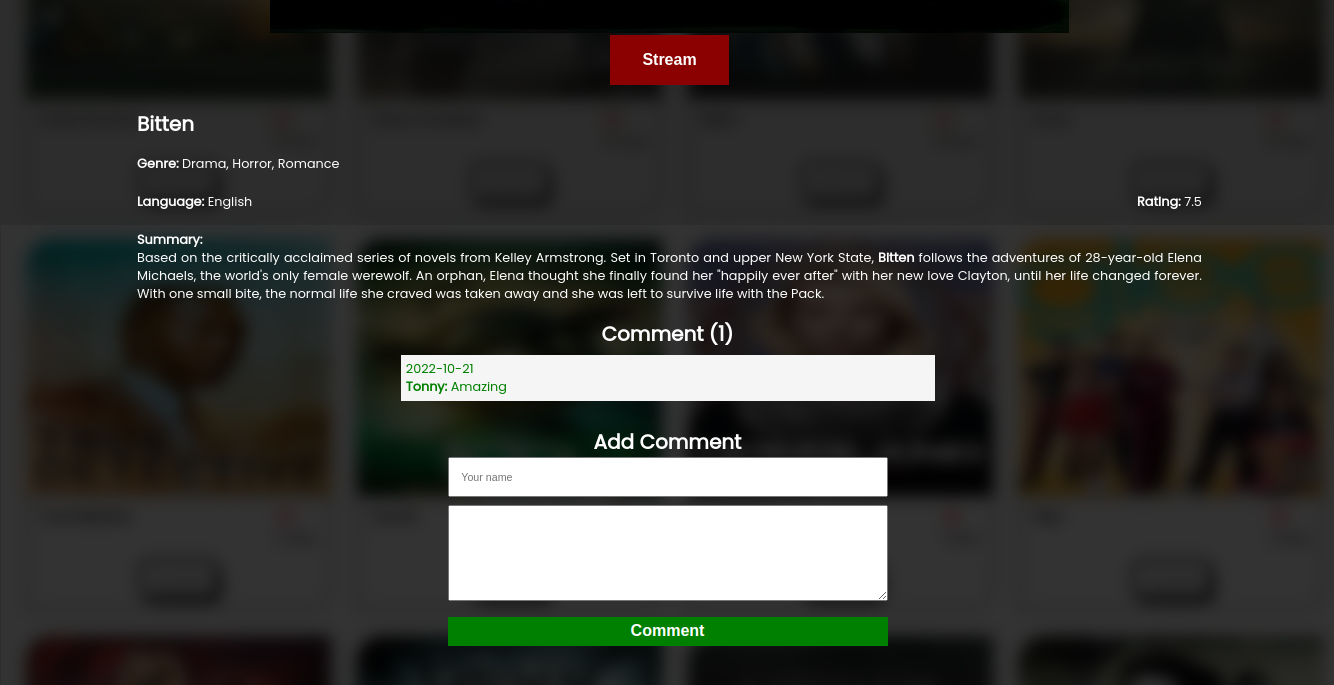 Stream
Bitten
Genre: Drama, Horror, Romance
Language: English
Rating: 7.5
Summary:
Based on the critically acclaimed series of novels from Kelley Armstrong. Set in Toronto and upper New York State, Bitten follows the adventures of 28-year-old Elena
Michaels, the world's only female werewolf. An orphan, Elena thought she finally found her "happily ever after" with her new love Clayton, until her life changed forever.
With one small bite, the normal life she craved was taken away and she was left to survive life with the Pack.
Comment (1)
2022-10-21
Tonny: Amazing
Add Comment
Your name
Comment